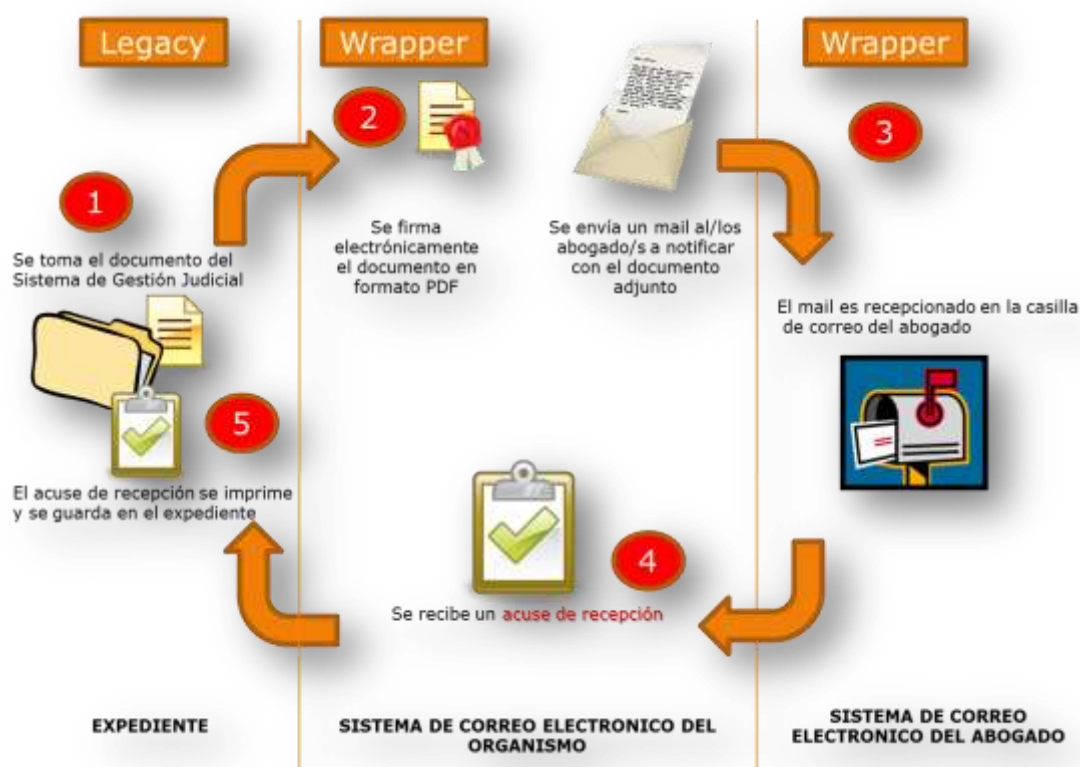 Legacy
Wrapper
Wrapper
1
Se toma el documento del
Sistema de Gestión Judicial
2
Se firma
electrónicamente
el documento en
formato PDF
Se envía un mail al/los
abogado/s a notificar
con el documento
adjunto
3
El mail es recepcionado en la casilla
de correo del abogado
4
Se recibe un acuse de recepción
5
El acuse de recepción se imprime
y se guarda en el expediente
EXPEDIENTE
SISTEMA DE CORREO ELECTRONICO DEL
ORGANISMO
SISTEMA DE CORREO
ELECTRONICO DEL ABOGADO